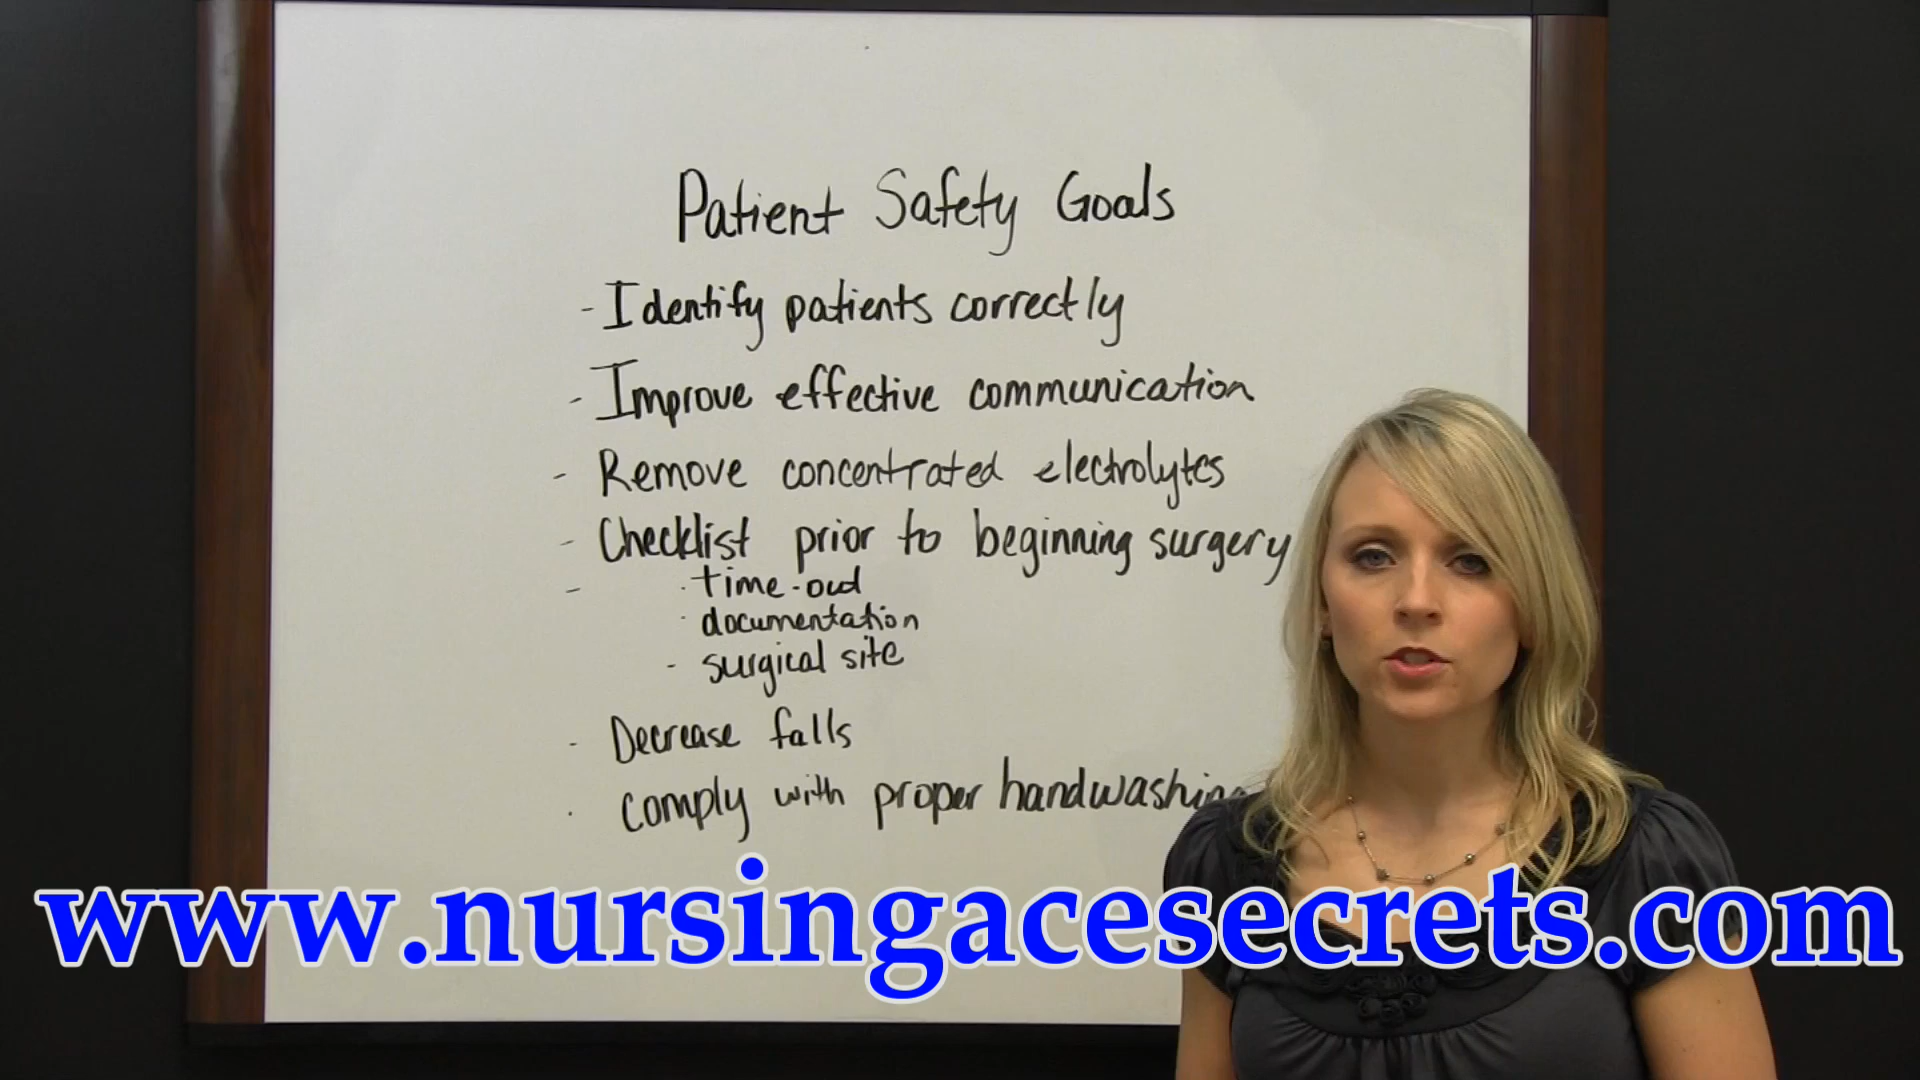 Patient Safety Goals
- Identify patients correctly
- Improve effective communication
- Remove concentrated electrolytes
- Checklist prior to beginning surgery
- · time-out
· documentation
- surgical site
- Decrease falls
· comply with proper handwashing
www.nursingacesecrets.com